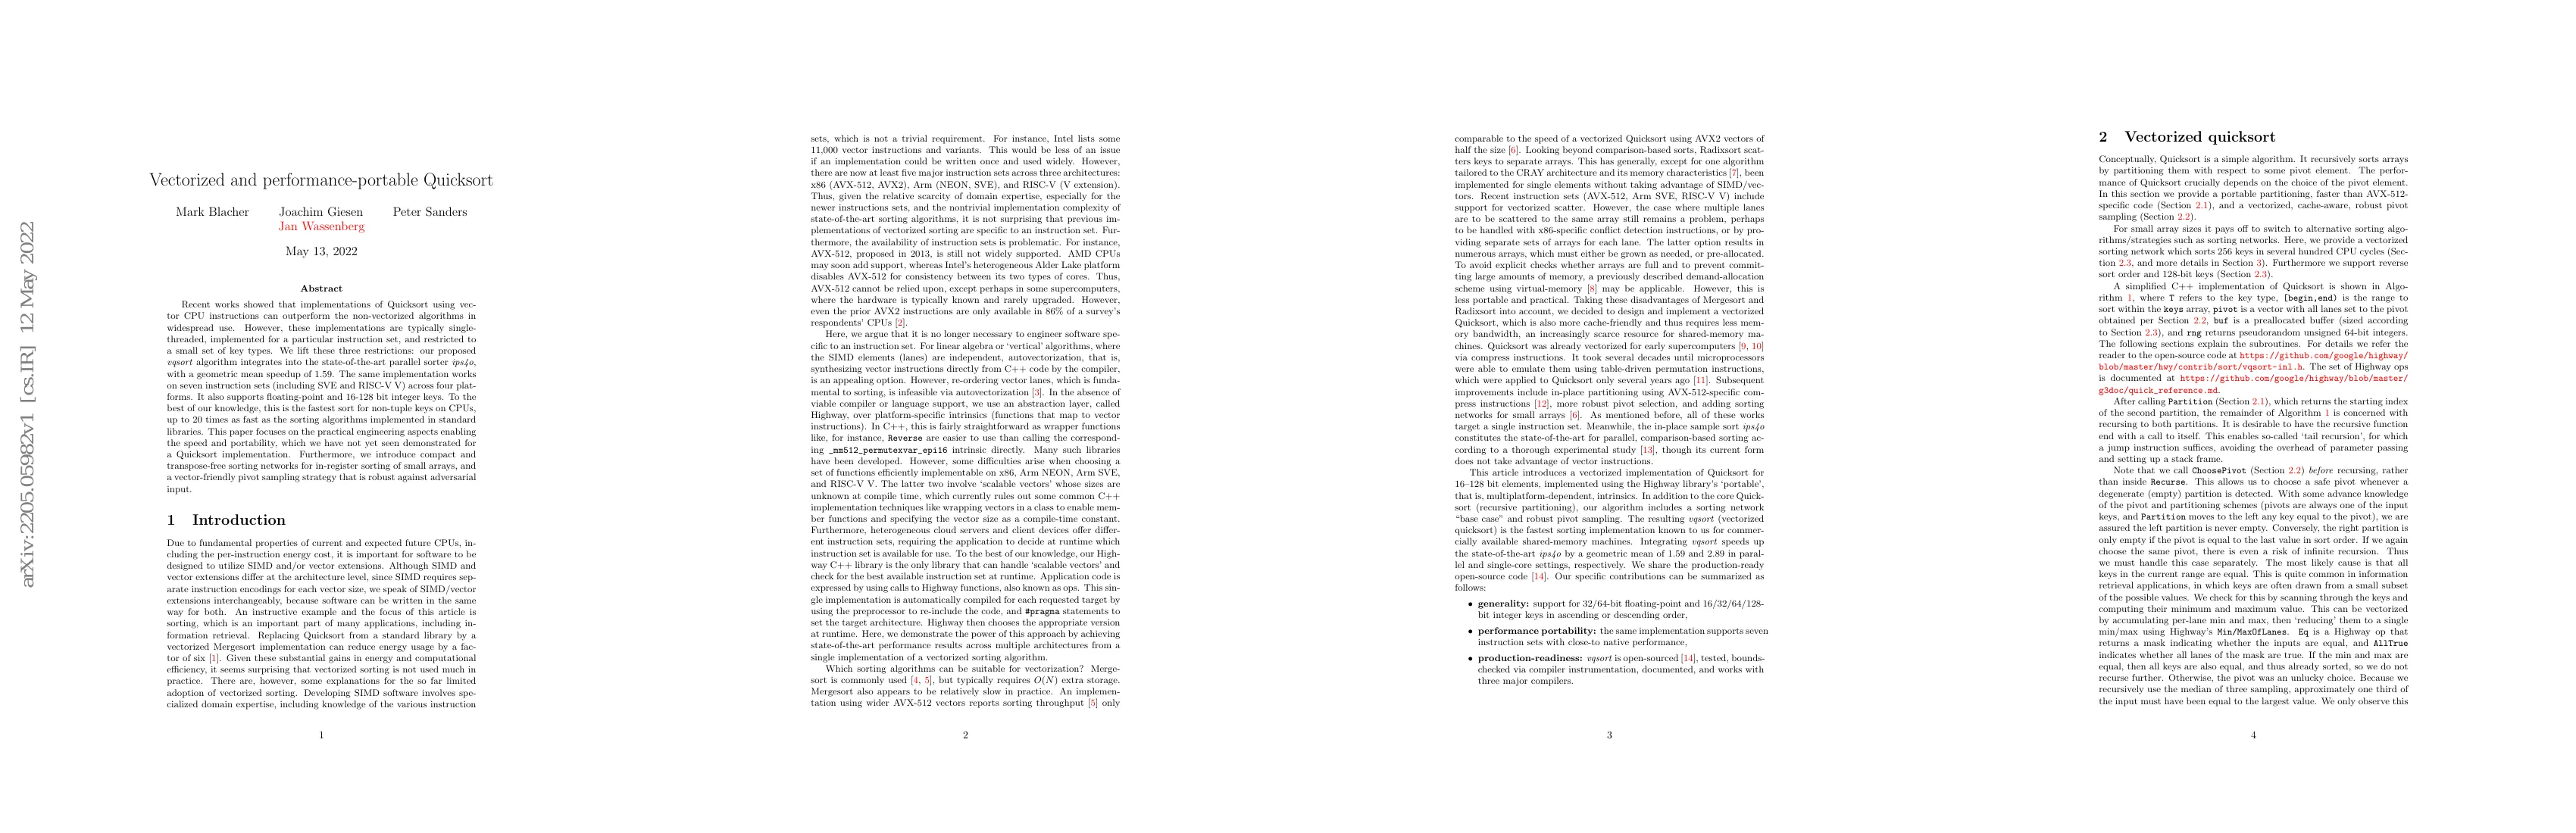 arXiv:2205.05982v1 [cs.IR] 12 May 2022
Vectorized and performance-portable Quicksort
Mark Blacher Joachim Giesen Peter Sanders
Jan Wassenberg
May 13, 2022
Abstract
Recent works showed that implementations of Quicksort using vec-
tor CPU instructions can outperform the non-vectorized algorithms in
widespread use. However, these implementations are typically single-
threaded, implemented for a particular instruction set, and restricted to
a small set of key types. We lift these three restrictions: our proposed
vqsort algorithm integrates into the state-of-the-art parallel sorter ips4o,
with a geometric mean speedup of 1.59. The same implementation works
on seven instruction sets (including SVE and RISC-V V) across four plat-
forms. It also supports floating-point and 16-128 bit integer keys. To the
best of our knowledge, this is the fastest sort for non-tuple keys on CPUs,
up to 20 times as fast as the sorting algorithms implemented in standard
libraries. This paper focuses on the practical engineering aspects enabling
the speed and portability, which we have not yet seen demonstrated for
a Quicksort implementation. Furthermore, we introduce compact and
transpose-free sorting networks for in-register sorting of small arrays, and
a vector-friendly pivot sampling strategy that is robust against adversarial
input.
1 Introduction
Due to fundamental properties of current and expected future CPUs, in-
cluding the per-instruction energy cost, it is important for software to be
designed to utilize SIMD and/or vector extensions. Although SIMD and
vector extensions differ at the architecture level, since SIMD requires sep-
arate instruction encodings for each vector size, we speak of SIMD/vector
extensions interchangeably, because software can be written in the same
way for both. An instructive example and the focus of this article is
sorting, which is an important part of many applications, including in-
formation retrieval. Replacing Quicksort from a standard library by a
vectorized Mergesort implementation can reduce energy usage by a fac-
tor of six [1]. Given these substantial gains in energy and computational
efficiency, it seems surprising that vectorized sorting is not used much in
practice. There are, however, some explanations for the so far limited
adoption of vectorized sorting. Developing SIMD software involves spe-
cialized domain expertise, including knowledge of the various instruction
1
sets, which is not a trivial requirement. For instance, Intel lists some
11,000 vector instructions and variants. This would be less of an issue
if an implementation could be written once and used widely. However,
there are now at least five major instruction sets across three architectures:
x86 (AVX-512, AVX2), Arm (NEON, SVE), and RISC-V (V extension).
Thus, given the relative scarcity of domain expertise, especially for the
newer instructions sets, and the nontrivial implementation complexity of
state-of-the-art sorting algorithms, it is not surprising that previous im-
plementations of vectorized sorting are specific to an instruction set. Fur-
thermore, the availability of instruction sets is problematic. For instance,
AVX-512, proposed in 2013, is still not widely supported. AMD CPUs
may soon add support, whereas Intel's heterogeneous Alder Lake platform
disables AVX-512 for consistency between its two types of cores. Thus,
AVX-512 cannot be relied upon, except perhaps in some supercomputers,
where the hardware is typically known and rarely upgraded. However,
even the prior AVX2 instructions are only available in 86% of a survey's
respondents' CPUs [2].
Here, we argue that it is no longer necessary to engineer software spe-
cific to an instruction set. For linear algebra or 'vertical' algorithms, where
the SIMD elements (lanes) are independent, autovectorization, that is,
synthesizing vector instructions directly from C++ code by the compiler,
is an appealing option. However, re-ordering vector lanes, which is funda-
mental to sorting, is infeasible via autovectorization [3]. In the absence of
viable compiler or language support, we use an abstraction layer, called
Highway, over platform-specific intrinsics (functions that map to vector
instructions). In C++, this is fairly straightforward as wrapper functions
like, for instance, Reverse are easier to use than calling the correspond-
ing _mm512_permutexvar_epi16 intrinsic directly. Many such libraries
have been developed. However, some difficulties arise when choosing a
set of functions efficiently implementable on x86, Arm NEON, Arm SVE,
and RISC-V V. The latter two involve 'scalable vectors' whose sizes are
unknown at compile time, which currently rules out some common C++
implementation techniques like wrapping vectors in a class to enable mem-
ber functions and specifying the vector size as a compile-time constant.
Furthermore, heterogeneous cloud servers and client devices offer differ-
ent instruction sets, requiring the application to decide at runtime which
instruction set is available for use. To the best of our knowledge, our High-
way C++ library is the only library that can handle 'scalable vectors' and
check for the best available instruction set at runtime. Application code is
expressed by using calls to Highway functions, also known as ops. This sin-
gle implementation is automatically compiled for each requested target by
using the preprocessor to re-include the code, and #pragma statements to
set the target architecture. Highway then chooses the appropriate version
at runtime. Here, we demonstrate the power of this approach by achieving
state-of-the-art performance results across multiple architectures from a
single implementation of a vectorized sorting algorithm.
Which sorting algorithms can be suitable for vectorization? Merge-
sort is commonly used [4, 5], but typically requires O(N) extra storage.
Mergesort also appears to be relatively slow in practice. An implemen-
tation using wider AVX-512 vectors reports sorting throughput [5] only
2
comparable to the speed of a vectorized Quicksort using AVX2 vectors of
half the size [6]. Looking beyond comparison-based sorts, Radixsort scat-
ters keys to separate arrays. This has generally, except for one algorithm
tailored to the CRAY architecture and its memory characteristics [7], been
implemented for single elements without taking advantage of SIMD/vec-
tors. Recent instruction sets (AVX-512, Arm SVE, RISC-V V) include
support for vectorized scatter. However, the case where multiple lanes
are to be scattered to the same array still remains a problem, perhaps
to be handled with x86-specific conflict detection instructions, or by pro-
viding separate sets of arrays for each lane. The latter option results in
numerous arrays, which must either be grown as needed, or pre-allocated.
To avoid explicit checks whether arrays are full and to prevent commit-
ting large amounts of memory, a previously described demand-allocation
scheme using virtual-memory [8] may be applicable. However, this is
less portable and practical. Taking these disadvantages of Mergesort and
Radixsort into account, we decided to design and implement a vectorized
Quicksort, which is also more cache-friendly and thus requires less mem-
ory bandwidth, an increasingly scarce resource for shared-memory ma-
chines. Quicksort was already vectorized for early supercomputers [9, 10]
via compress instructions. It took several decades until microprocessors
were able to emulate them using table-driven permutation instructions,
which were applied to Quicksort only several years ago [11]. Subsequent
improvements include in-place partitioning using AVX-512-specific com-
press instructions [12], more robust pivot selection, and adding sorting
networks for small arrays [6]. As mentioned before, all of these works
target a single instruction set. Meanwhile, the in-place sample sort ips4o
constitutes the state-of-the-art for parallel, comparison-based sorting ac-
cording to a thorough experimental study [13], though its current form
does not take advantage of vector instructions.
This article introduces a vectorized implementation of Quicksort for
16–128 bit elements, implemented using the Highway library's 'portable',
that is, multiplatform-dependent, intrinsics. In addition to the core Quick-
sort (recursive partitioning), our algorithm includes a sorting network
"base case" and robust pivot sampling. The resulting vqsort (vectorized
quicksort) is the fastest sorting implementation known to us for commer-
cially available shared-memory machines. Integrating vqsort speeds up
the state-of-the-art ips4o by a geometric mean of 1.59 and 2.89 in paral-
lel and single-core settings, respectively. We share the production-ready
open-source code [14]. Our specific contributions can be summarized as
follows:
• generality: support for 32/64-bit floating-point and 16/32/64/128-
bit integer keys in ascending or descending order,
• performance portability: the same implementation supports seven
instruction sets with close-to native performance,
• production-readiness: vqsort is open-sourced [14], tested, bounds-
checked via compiler instrumentation, documented, and works with
three major compilers.
3
2 Vectorized quicksort
Conceptually, Quicksort is a simple algorithm. It recursively sorts arrays
by partitioning them with respect to some pivot element. The perfor-
mance of Quicksort crucially depends on the choice of the pivot element.
In this section we provide a portable partitioning, faster than AVX-512-
specific code (Section 2.1), and a vectorized, cache-aware, robust pivot
sampling (Section 2.2).
For small array sizes it pays off to switch to alternative sorting algo-
rithms/strategies such as sorting networks. Here, we provide a vectorized
sorting network which sorts 256 keys in several hundred CPU cycles (Sec-
tion 2.3, and more details in Section 3). Furthermore we support reverse
sort order and 128-bit keys (Section 2.3).
A simplified C++ implementation of Quicksort is shown in Algo-
rithm 1, where T refers to the key type, [begin,end) is the range to
sort within the keys array, pivot is a vector with all lanes set to the pivot
obtained per Section 2.2, buf is a preallocated buffer (sized according
to Section 2.3), and rng returns pseudorandom unsigned 64-bit integers.
The following sections explain the subroutines. For details we refer the
reader to the open-source code at https://github.com/google/highway/
blob/master/hwy/contrib/sort/vqsort-inl.h. The set of Highway ops
is documented at https://github.com/google/highway/blob/master/
g3doc/quick_reference.md.
After calling Partition (Section 2.1), which returns the starting index
of the second partition, the remainder of Algorithm 1 is concerned with
recursing to both partitions. It is desirable to have the recursive function
end with a call to itself. This enables so-called 'tail recursion', for which
a jump instruction suffices, avoiding the overhead of parameter passing
and setting up a stack frame.
Note that we call ChoosePivot (Section 2.2) before recursing, rather
than inside Recurse. This allows us to choose a safe pivot whenever a
degenerate (empty) partition is detected. With some advance knowledge
of the pivot and partitioning schemes (pivots are always one of the input
keys, and Partition moves to the left any key equal to the pivot), we are
assured the left partition is never empty. Conversely, the right partition is
only empty if the pivot is equal to the last value in sort order. If we again
choose the same pivot, there is even a risk of infinite recursion. Thus
we must handle this case separately. The most likely cause is that all
keys in the current range are equal. This is quite common in information
retrieval applications, in which keys are often drawn from a small subset
of the possible values. We check for this by scanning through the keys and
computing their minimum and maximum value. This can be vectorized
by accumulating per-lane min and max, then 'reducing' them to a single
min/max using Highway's Min/MaxOfLanes. Eq is a Highway op that
returns a mask indicating whether the inputs are equal, and AllTrue
indicates whether all lanes of the mask are true. If the min and max are
equal, then all keys are also equal, and thus already sorted, so we do not
recurse further. Otherwise, the pivot was an unlucky choice. Because we
recursively use the median of three sampling, approximately one third of
the input must have been equal to the largest value. We only observe this
4